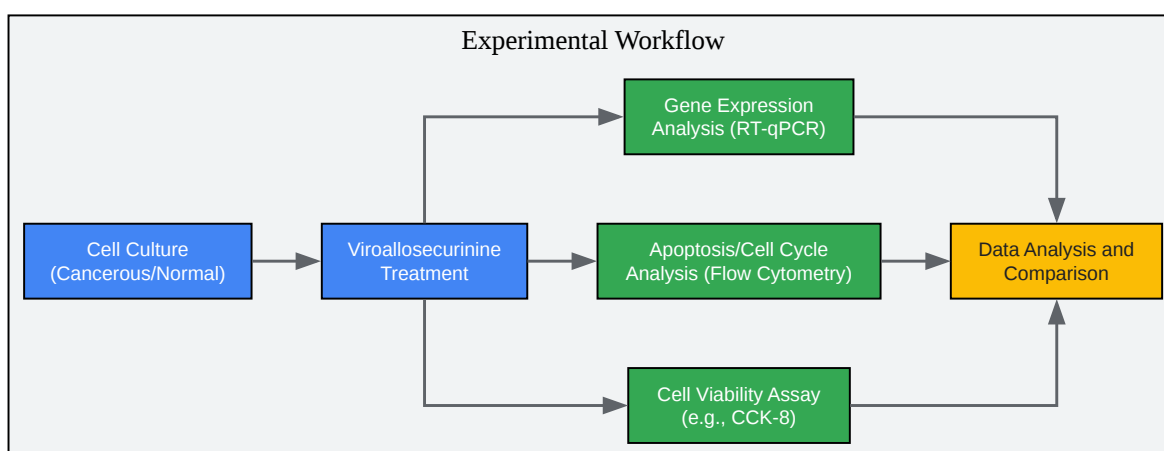 Experimental Workflow
Gene Expression
Analysis (RT-qPCR)
Cell Culture
(Cancerous/Normal)
Viroallosecurinine
Treatment
Apoptosis/Cell Cycle
Analysis (Flow Cytometry)
Data Analysis and
Comparison
Cell Viability Assay
(e.g., CCK-8)